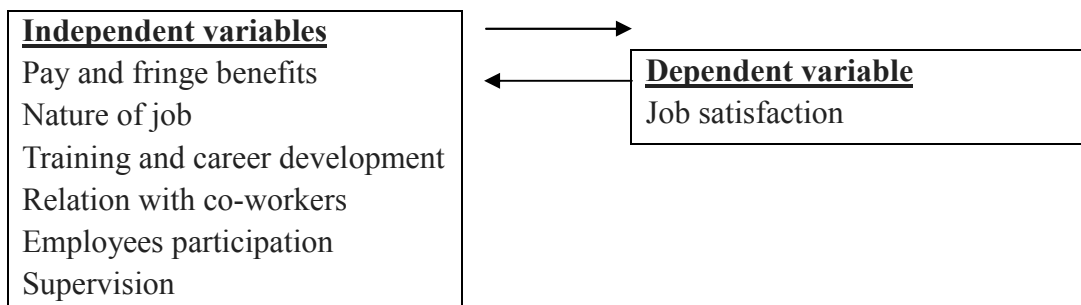 Independent variables
Pay and fringe benefits
Nature of job
Training and career development
Relation with co-workers
Employees participation
Supervision
Dependent variable
Job satisfaction